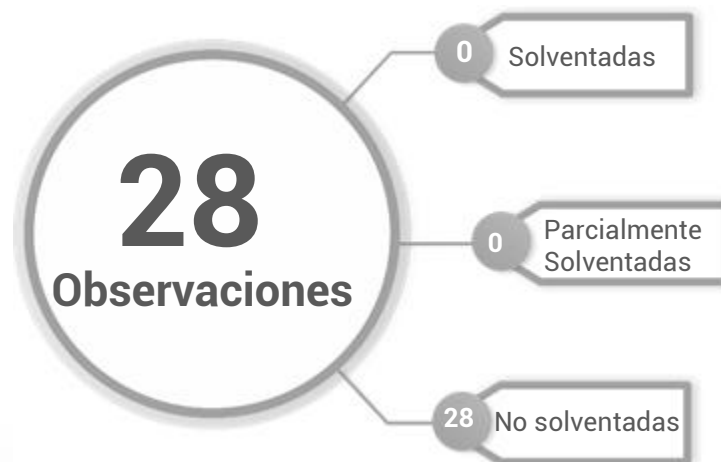 28
Observaciones
0
Solventadas
0
Parcialmente
Solventadas
28
No solventadas